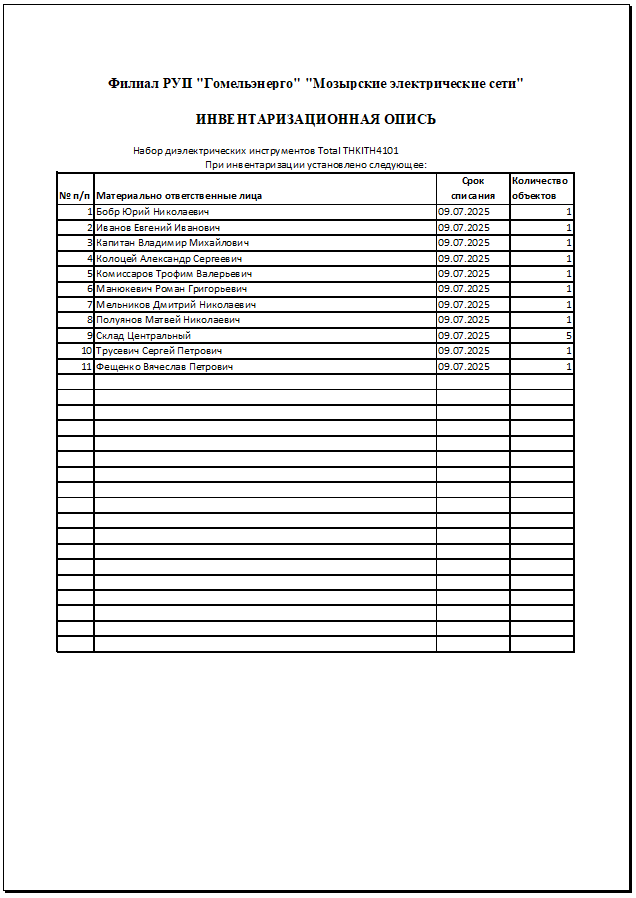 Филиал РУП "Гомельэнерго" "Мозырские электрические сети"
ИНВЕНТАРИЗАЦИОННАЯ ОПИСЬ
Набор диэлектрических инструментов Total THKITH4101
При инвентаризации установлено следующее:
№ п/п Материально ответственные лица Срок списания Количество объектов
1 Бобр Юрий Николаевич 09.07.2025 1
2 Иванов Евгений Иванович 09.07.2025 1
3 Капитан Владимир Михайлович 09.07.2025 1
4 Колоцей Александр Сергеевич 09.07.2025 1
5 Комиссаров Трофим Валерьевич 09.07.2025 1
6 Манюкевич Роман Григорьевич 09.07.2025 1
7 Мельников Дмитрий Николаевич 09.07.2025 1
8 Полуянов Матвей Николаевич 09.07.2025 1
9 Склад Центральный 09.07.2025 5
10 Трусевич Сергей Петрович 09.07.2025 1
11 Фещенко Вячеслав Петрович 09.07.2025 1